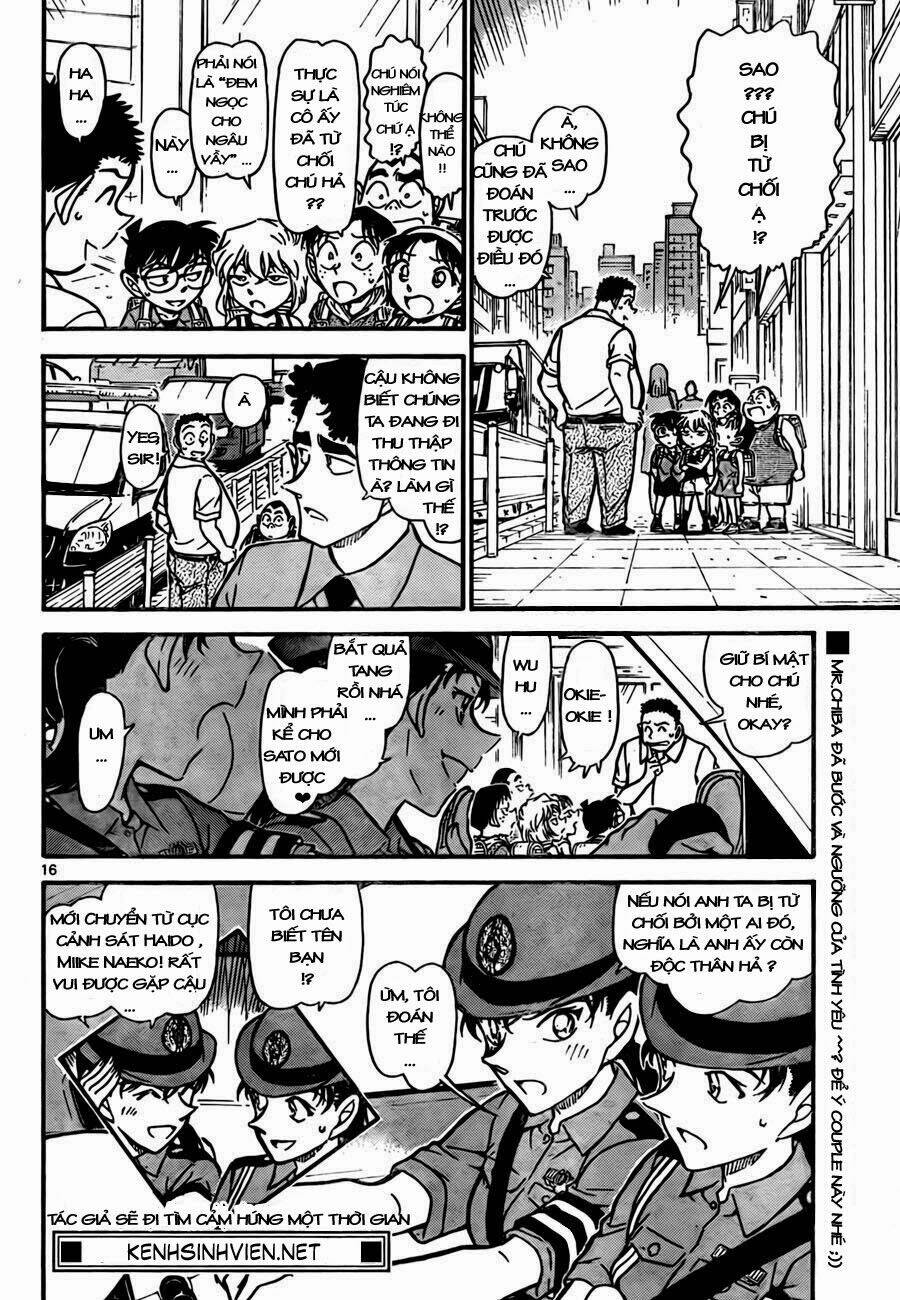 SAO
???
CHÚ
BỊ
TỪ
CHỐI
Ạ
!?
À,
KHÔNG
SAO
...
CHÚ
CŨNG ĐÃ
ĐOÁN
TRƯỚC
ĐƯỢC
ĐIỀU ĐÓ
...
KHÔNG
THỂ
NÀO
!!
CHÚ NÓI
NGHIÊM
TÚC
CHỨ Ạ
!?
THỰC
SỰ LÀ
CÔ ẤY
ĐÃ TỪ
CHỐI
CHÚ HẢ
??
PHẢI NÓI
LÀ "ĐEM
NGỌC
CHO
NGÂU
VẦY" ...
NÀY
...
HA
HA
...
CẬU KHÔNG
BIẾT CHÚNG
TA ĐANG ĐI
THU THẬP
THÔNG TIN
À? LÀM GÌ
THẾ
!?
À
YES,
SIR!
GIỮ BÍ MẬT
CHO CHÚ
NHÉ,
OKAY?
OKIE-
OKIE !
WU
HU
...
BẮT QUẢ
TANG
RỒI NHÁ
...
MÌNH PHẢI
KỂ CHO
SATO MỚI
ĐƯỢC
❤
UM
...
16
NẾU NÓI ANH TA BỊ TỪ
CHỐI BỞI MỘT AI ĐÓ,
NGHĨA LÀ ANH ẤY CÒN
ĐỘC THÂN HẢ ?
ỪM, TÔI
ĐOÁN
THẾ
...
TÔI CHƯA
BIẾT TÊN
BẠN
!?
MỚI CHUYỂN TỪ CỤC
CẢNH SÁT HAIDO ,
MIIKE NAEKO! RẤT
VUI ĐƯỢC GẶP CẬU
...
MR.CHIBA ĐÃ BƯỚC VÀ NGƯỠNG CỦA TÌNH YÊU ~~? ĐỂ Ý COUPLE NÀY NHÉ ;))
TÁC GIẢ SẼ ĐI TÌM CẢM HỨNG MỘT THỜI GIAN
KENHSINHVIEN.NET